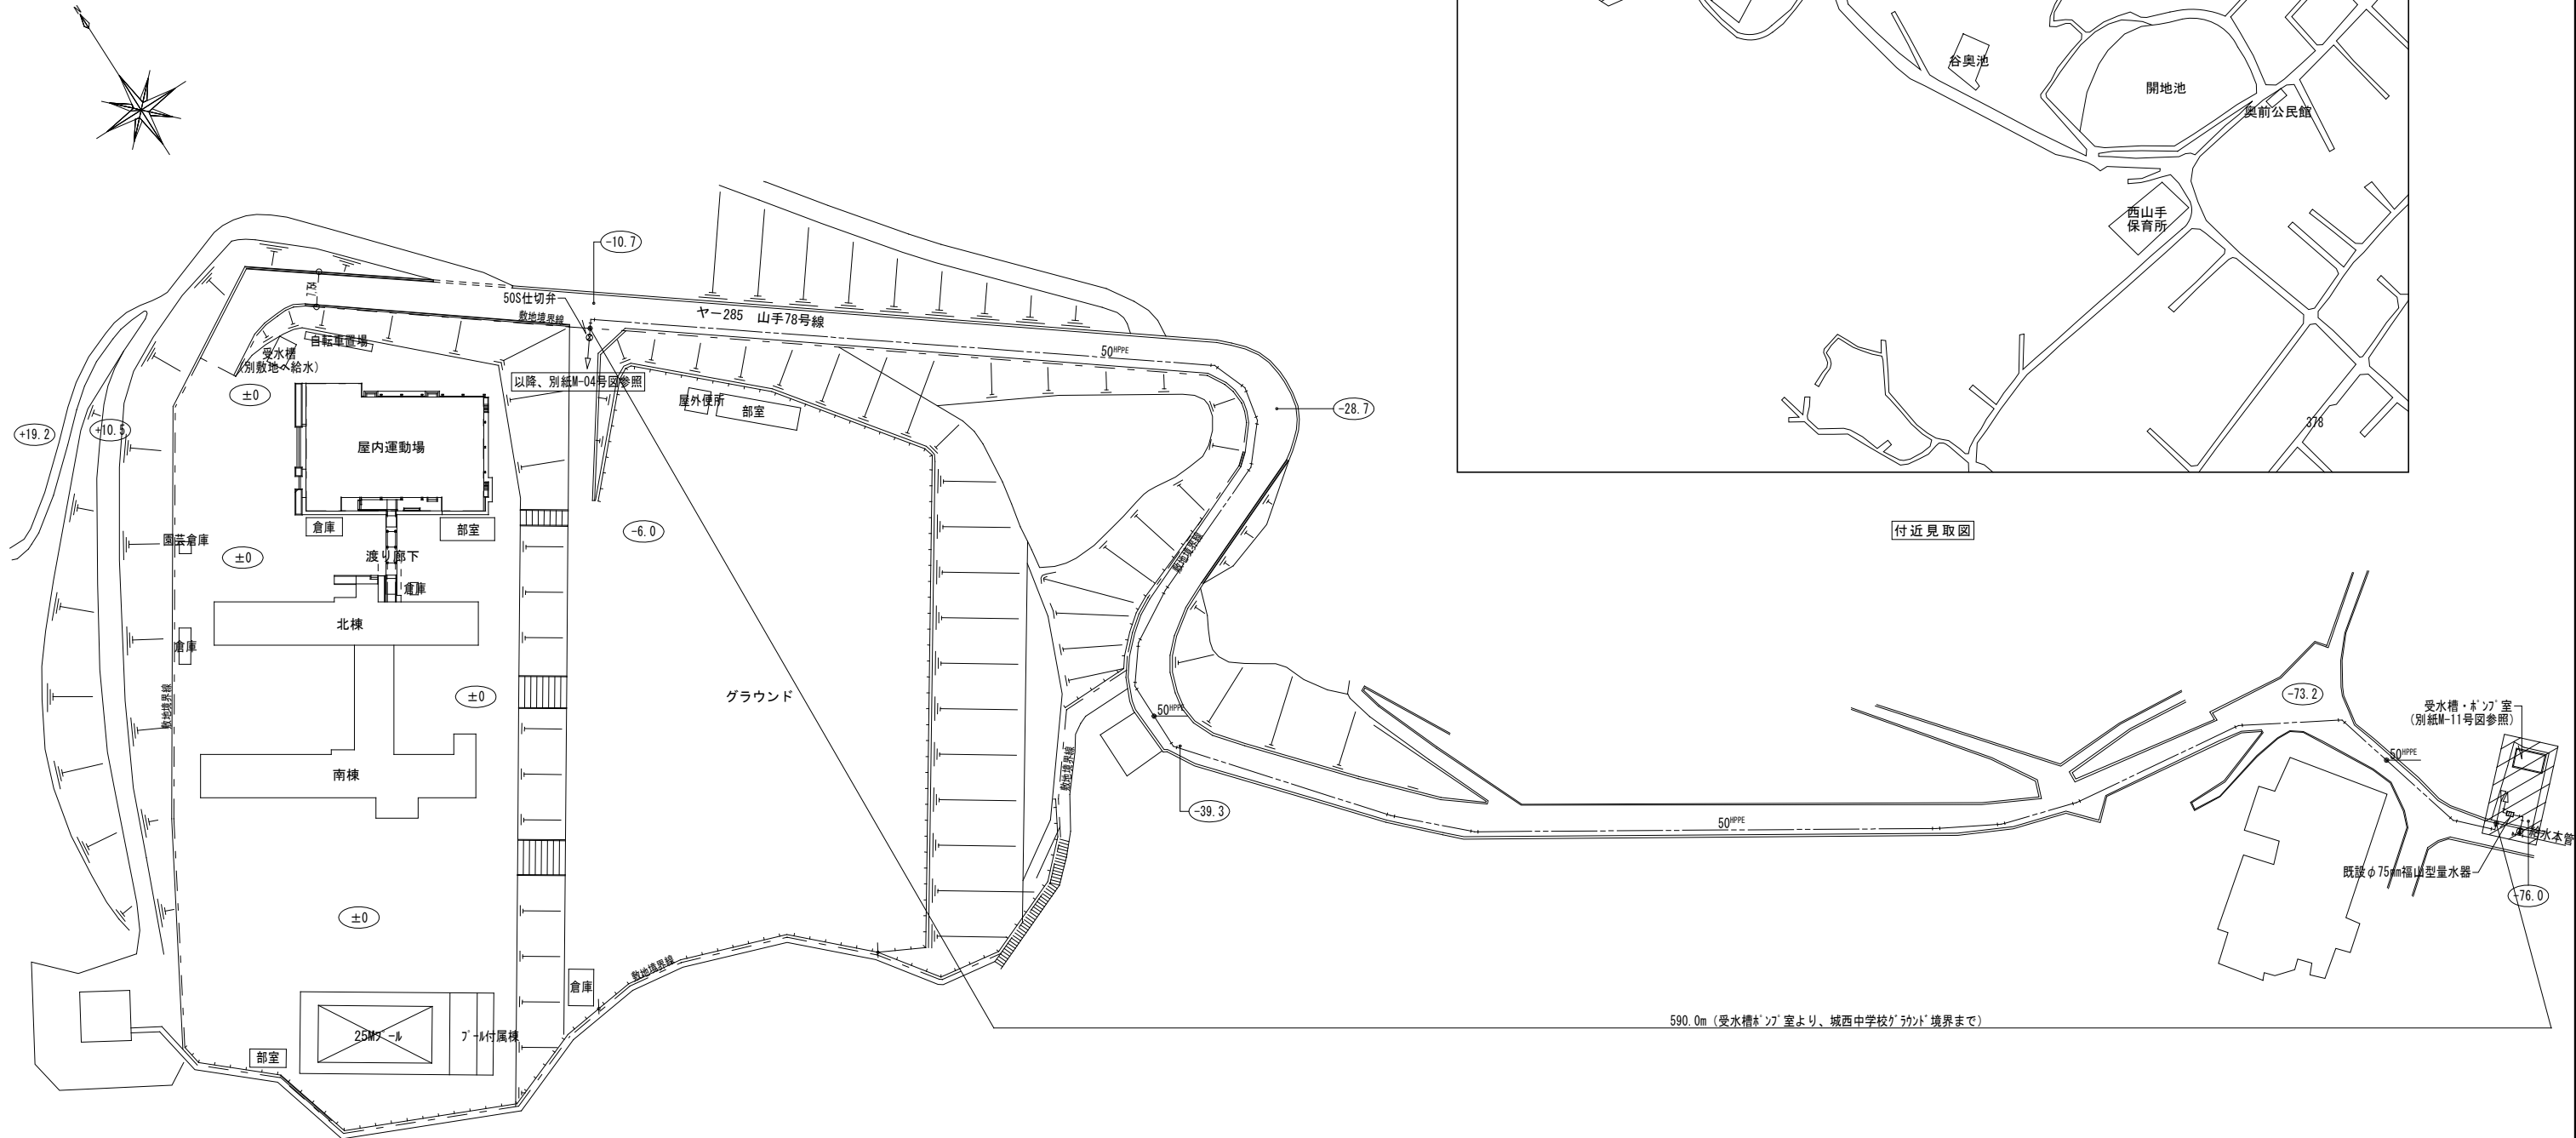 N
谷奥池
開地池
奥前公民館
西山手
保育所
378
付近見取図
-10.7
50S仕切弁
7.75
敷地境界線
ヤー285 山手78号線
50HPPE
自転車置場
受水槽
(別敷地へ給水)
以降、別紙M-04号図参照
±0
屋外便所
部室
-28.7
+19.2
+10.5
屋内運動場
倉庫
部室
-6.0
園芸倉庫
±0
渡り廊下
倉庫
北棟
倉庫
敷地境界線
±0
グラウンド
敷地境界線
50HPPE
敷地境界線
南棟
-39.3
50HPPE
-73.2
受水槽・ポンプ室
(別紙M-11号図参照)
50HPPE
給水本管
既設φ75mm福山型量水器
-76.0
±0
敷地境界線
倉庫
25Mプール
プール付属棟
部室
590.0m (受水槽ポンプ室より、城西中学校グラウンド境界まで)